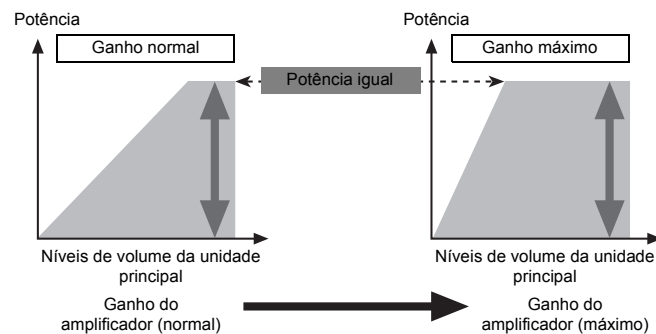 Potência
Ganho normal
Potência igual
Níveis de volume da unidade
principal
Ganho do
amplificador (normal)
Potência
Ganho máximo
Níveis de volume da unidade
principal
Ganho do
amplificador (máximo)